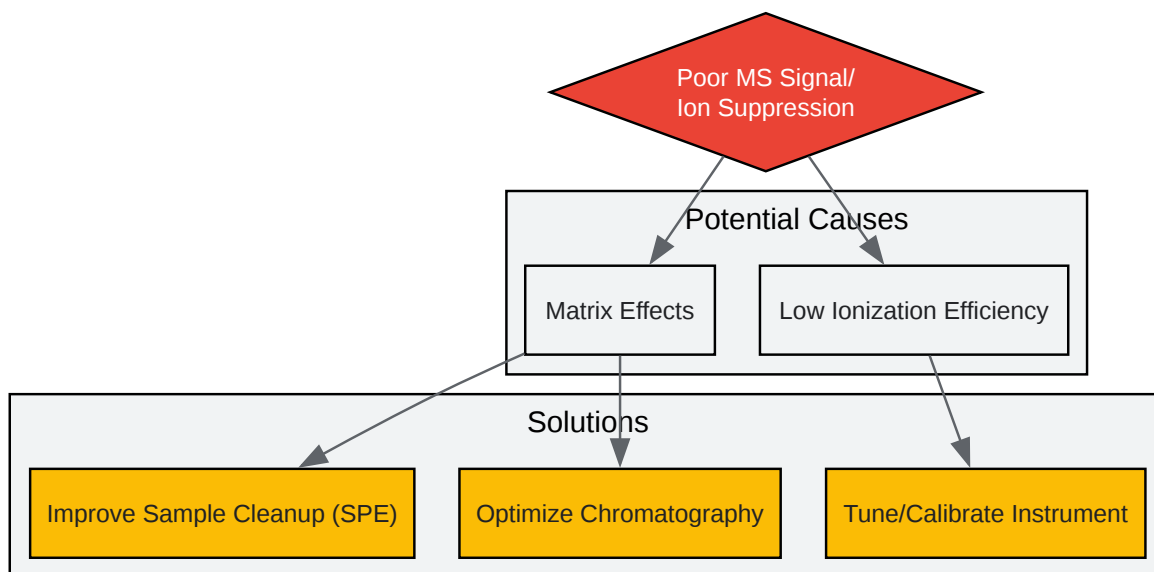 Poor MS Signal/
Ion Suppression
Potential Causes
Matrix Effects
Low Ionization Efficiency
Solutions
Improve Sample Cleanup (SPE)
Optimize Chromatography
Tune/Calibrate Instrument